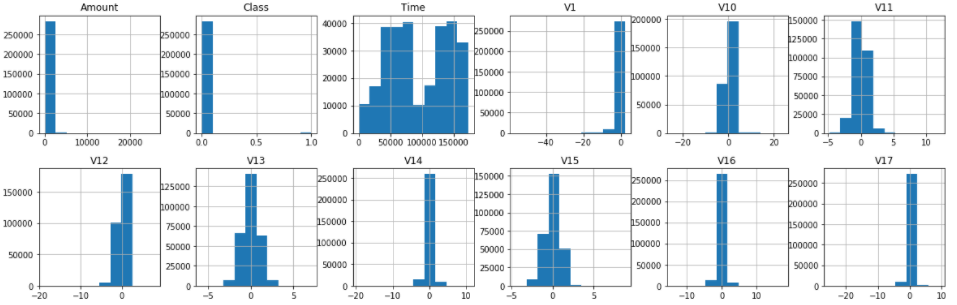 Amount
Class
Time
V1
V10
V11
300000 250000 200000 150000 100000 50000 0
250000 200000 150000 100000 50000 0
40000 30000 20000 10000 0
250000 200000 150000 100000 50000 0
200000 150000 100000 50000 0
150000 125000 100000 75000 50000 25000 0
0 10000 20000
0.0 0.5 1.0
0 50000 100000 150000
−40 −20 0
−20 0 20
−5 0 5 10
V12
V13
V14
V15
V16
V17
150000 100000 50000 0
125000 100000 75000 50000 25000 0
250000 200000 150000 100000 50000 0
150000 125000 100000 75000 50000 25000 0
250000 200000 150000 100000 50000 0
250000 200000 150000 100000 50000 0
−20 −10 0
−5 0 5
−20 −10 0 10
−5 0 5
−10 0 10
−20 −10 0 10